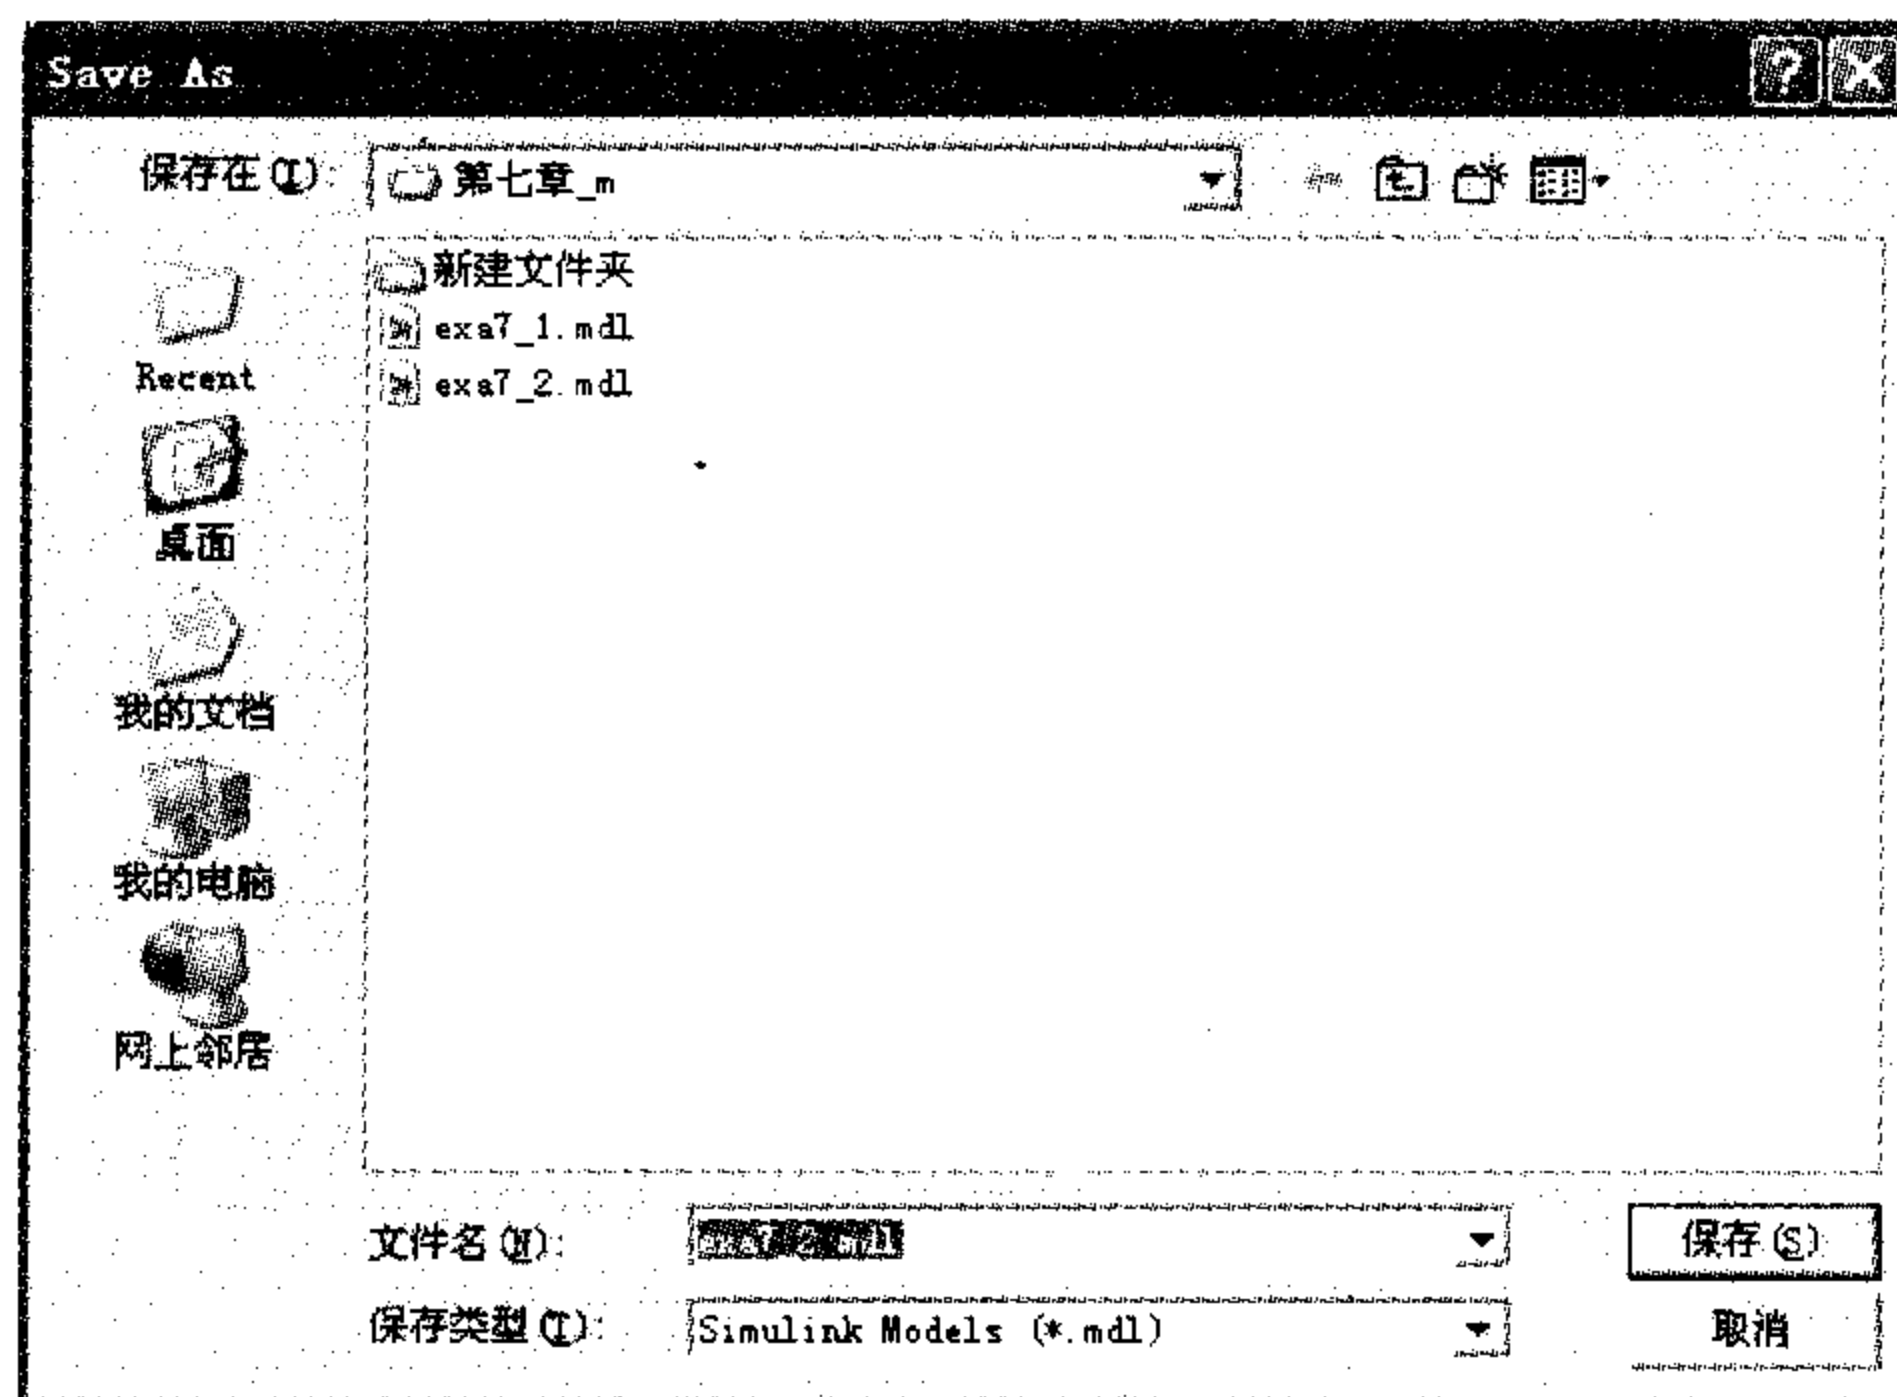 Save As
保存在(I): 第七章_m
新建文件夹
exa7_1.mdl
exa7_2.mdl
Recent
桌面
我的文档
我的电脑
网上邻居
文件名(N):
保存(S)
保存类型(T): Simulink Models (*.mdl)
取消